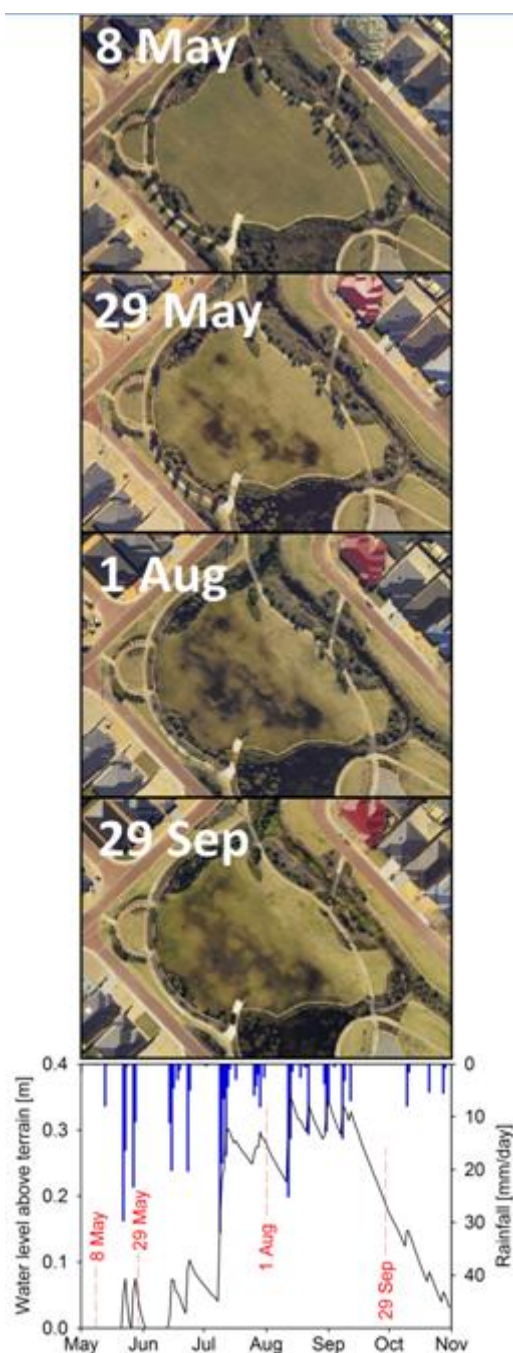 8 May
29 May
1 Aug
29 Sep
0.4
0.3
0.2
0.1
0.0
Water level above terrain [m]
0
10
20
30
40
Rainfall [mm/day]
8 May
29 May
1 Aug
29 Sep
May
Jun
Jul
Aug
Sep
Oct
Nov